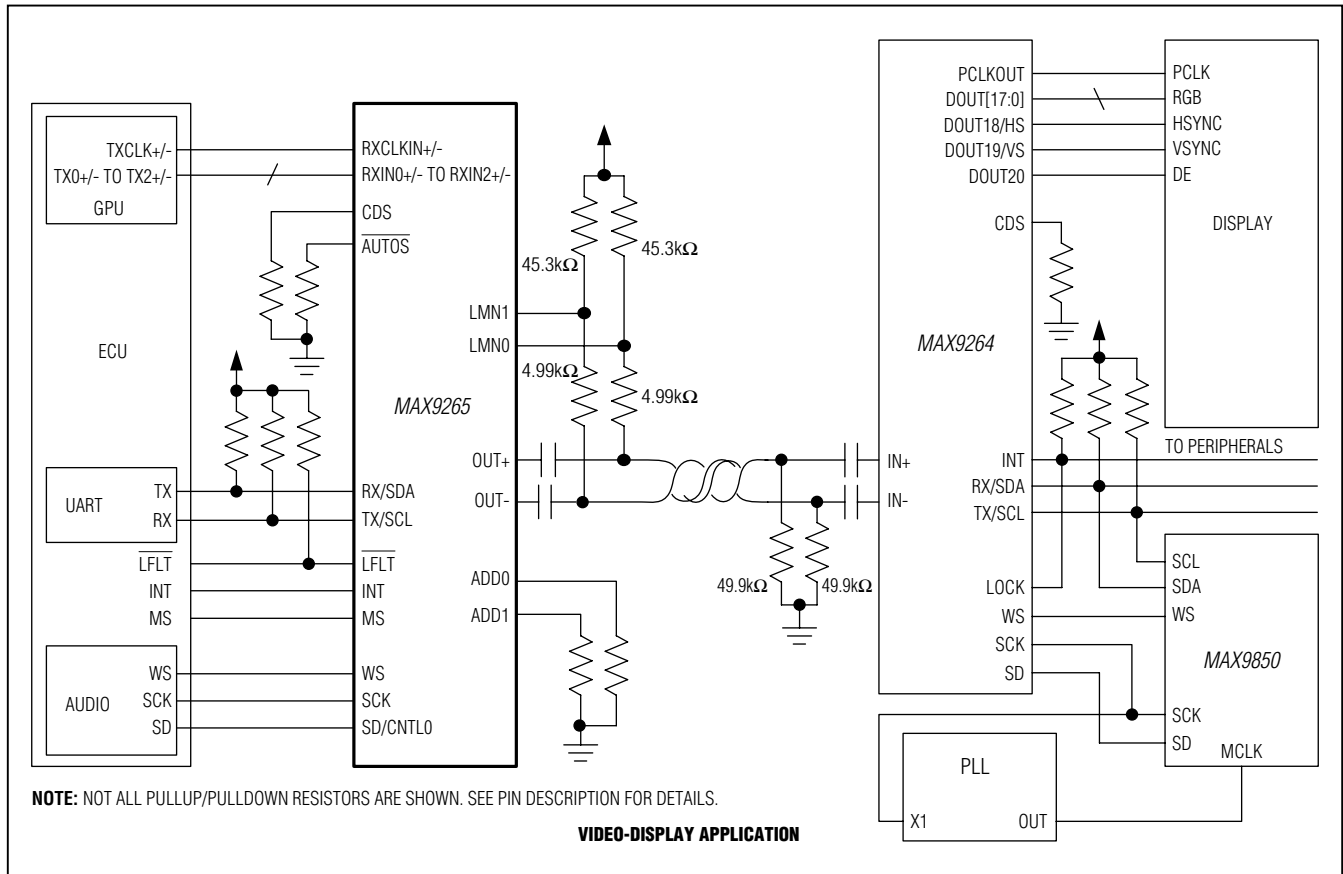 TXCLK+/-
TX0+/- TO TX2+/-
GPU
ECU
UART
TX
RX
LFLT
INT
MS
AUDIO
WS
SCK
SD
RXCLKIN+/-
RXIN0+/- TO RXIN2+/-
CDS
AUTOS
LMN1
LMN0
MAX9265
OUT+
OUT-
RX/SDA
TX/SCL
LFLT
INT
MS
ADD0
ADD1
WS
SCK
SD/CNTL0
45.3kΩ
45.3kΩ
4.99kΩ
4.99kΩ
49.9kΩ
49.9kΩ
PCLKOUT
DOUT[17:0]
DOUT18/HS
DOUT19/VS
DOUT20
CDS
MAX9264
IN+
IN-
INT
RX/SDA
TX/SCL
LOCK
WS
SCK
SD
PCLK
RGB
HSYNC
VSYNC
DE
DISPLAY
TO PERIPHERALS
SCL
SDA
WS
MAX9850
SCK
SD
MCLK
PLL
X1
OUT
NOTE: NOT ALL PULLUP/PULLDOWN RESISTORS ARE SHOWN. SEE PIN DESCRIPTION FOR DETAILS.
VIDEO-DISPLAY APPLICATION